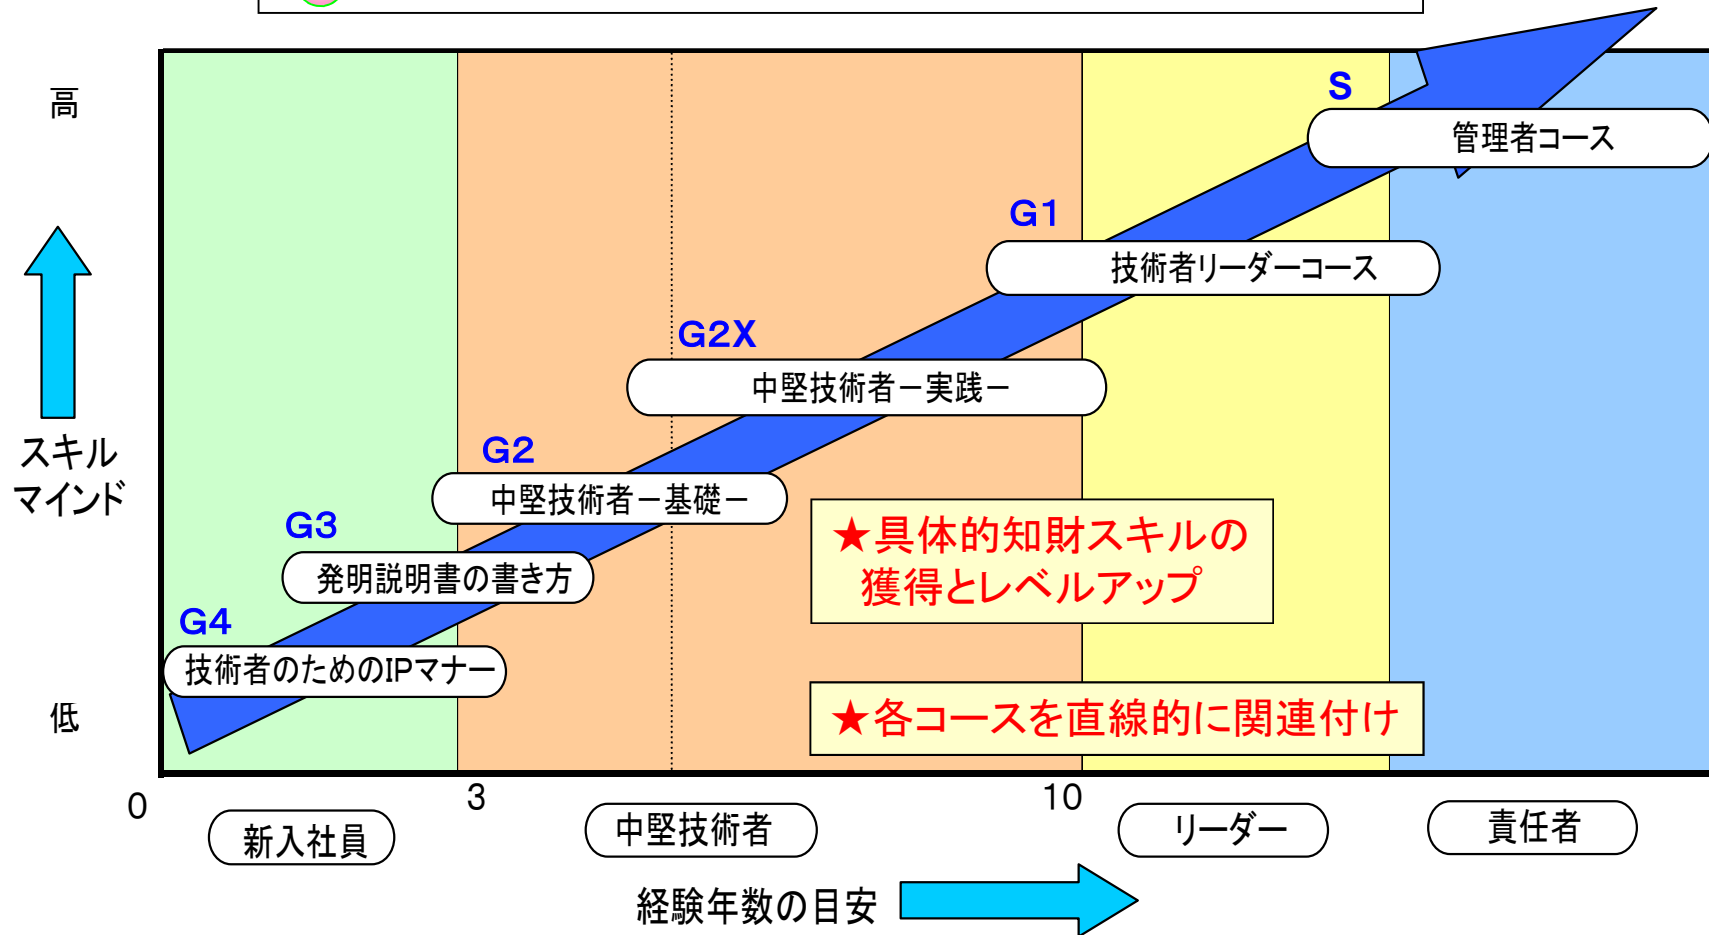 高
S
管理者コース
G1
技術者リーダーコース
G2X
中堅技術者－実践－
スキル
マインド
G2
中堅技術者－基礎－
G3
発明説明書の書き方
★具体的知財スキルの
獲得とレベルアップ
G4
技術者のためのIPマナー
低
★各コースを直線的に関連付け
0
3
10
新入社員
中堅技術者
リーダー
責任者
経験年数の目安